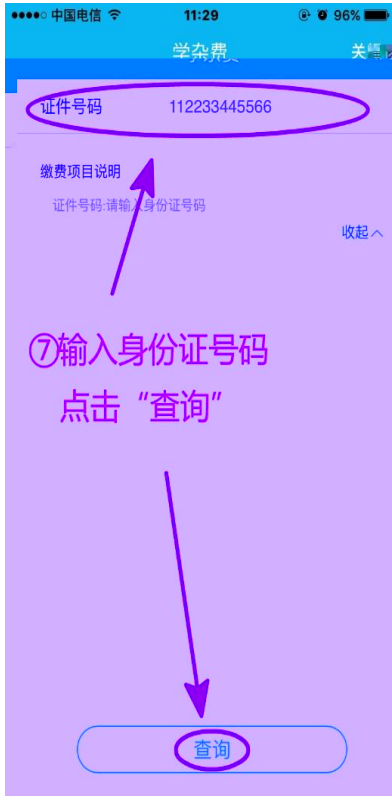 中国电信 11:29 96%
学杂费
关
证件号码 112233445566
缴费项目说明
证件号码:请输入身份证号码
收起
⑦输入身份证号码
点击“查询”
查询